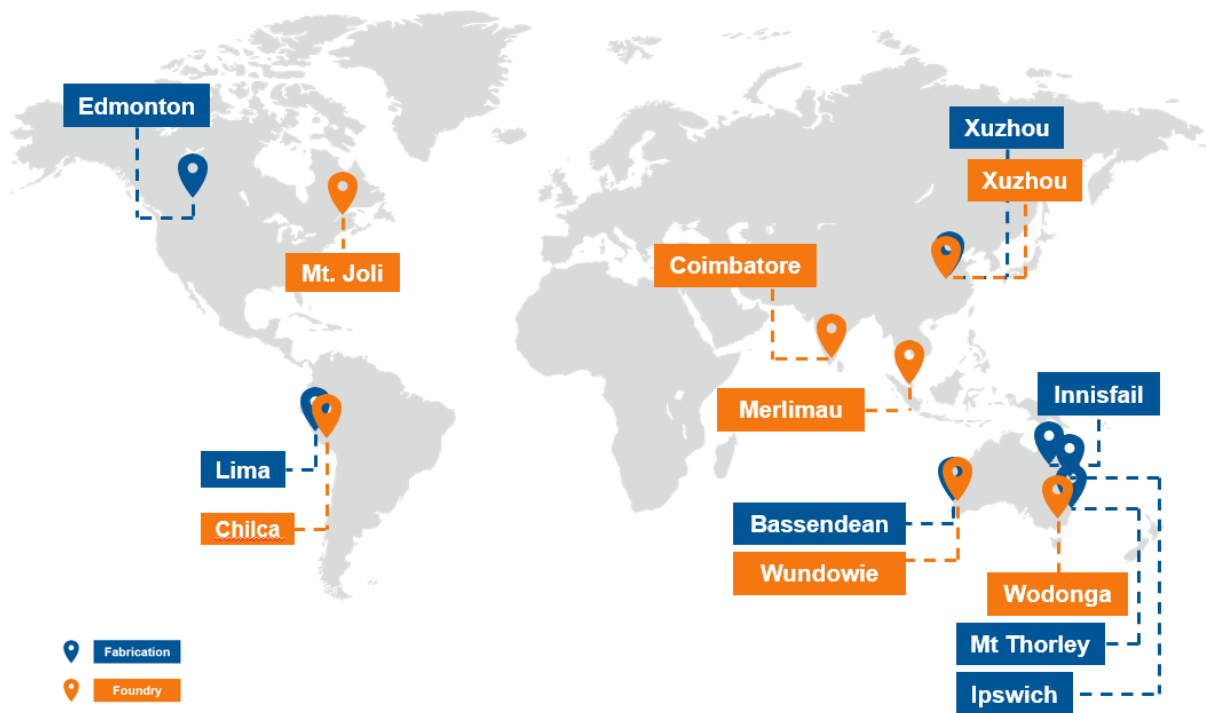 Edmonton
Xuzhou
Xuzhou
Mt. Joli
Coimbatore
Innisfail
Merlimau
Lima
Chilca
Bassendean
Wundowie
Wodonga
Mt Thorley
Ipswich
Fabrication
Foundry